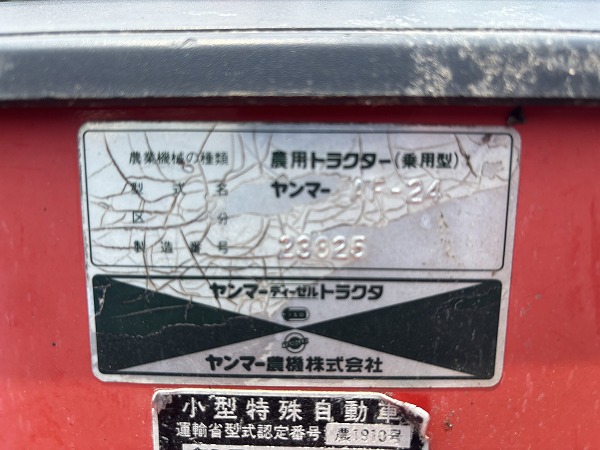 農業機械の種類 農用トラクター(乗用型)
型式名 ヤンマー F-24
区分
製造番号 23925
ヤンマーディーゼルトラクタ
ヤンマー農機株式会社
小型特殊自動車
運輸省型式認定番号 農1910号